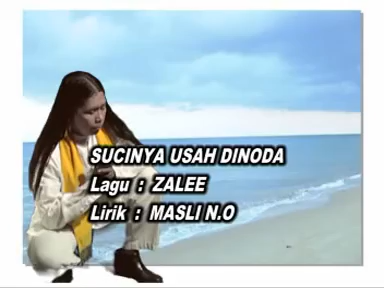 SUCINYA USAH DINODA
Lagu : ZALEE
Lirik : MASLI N.O